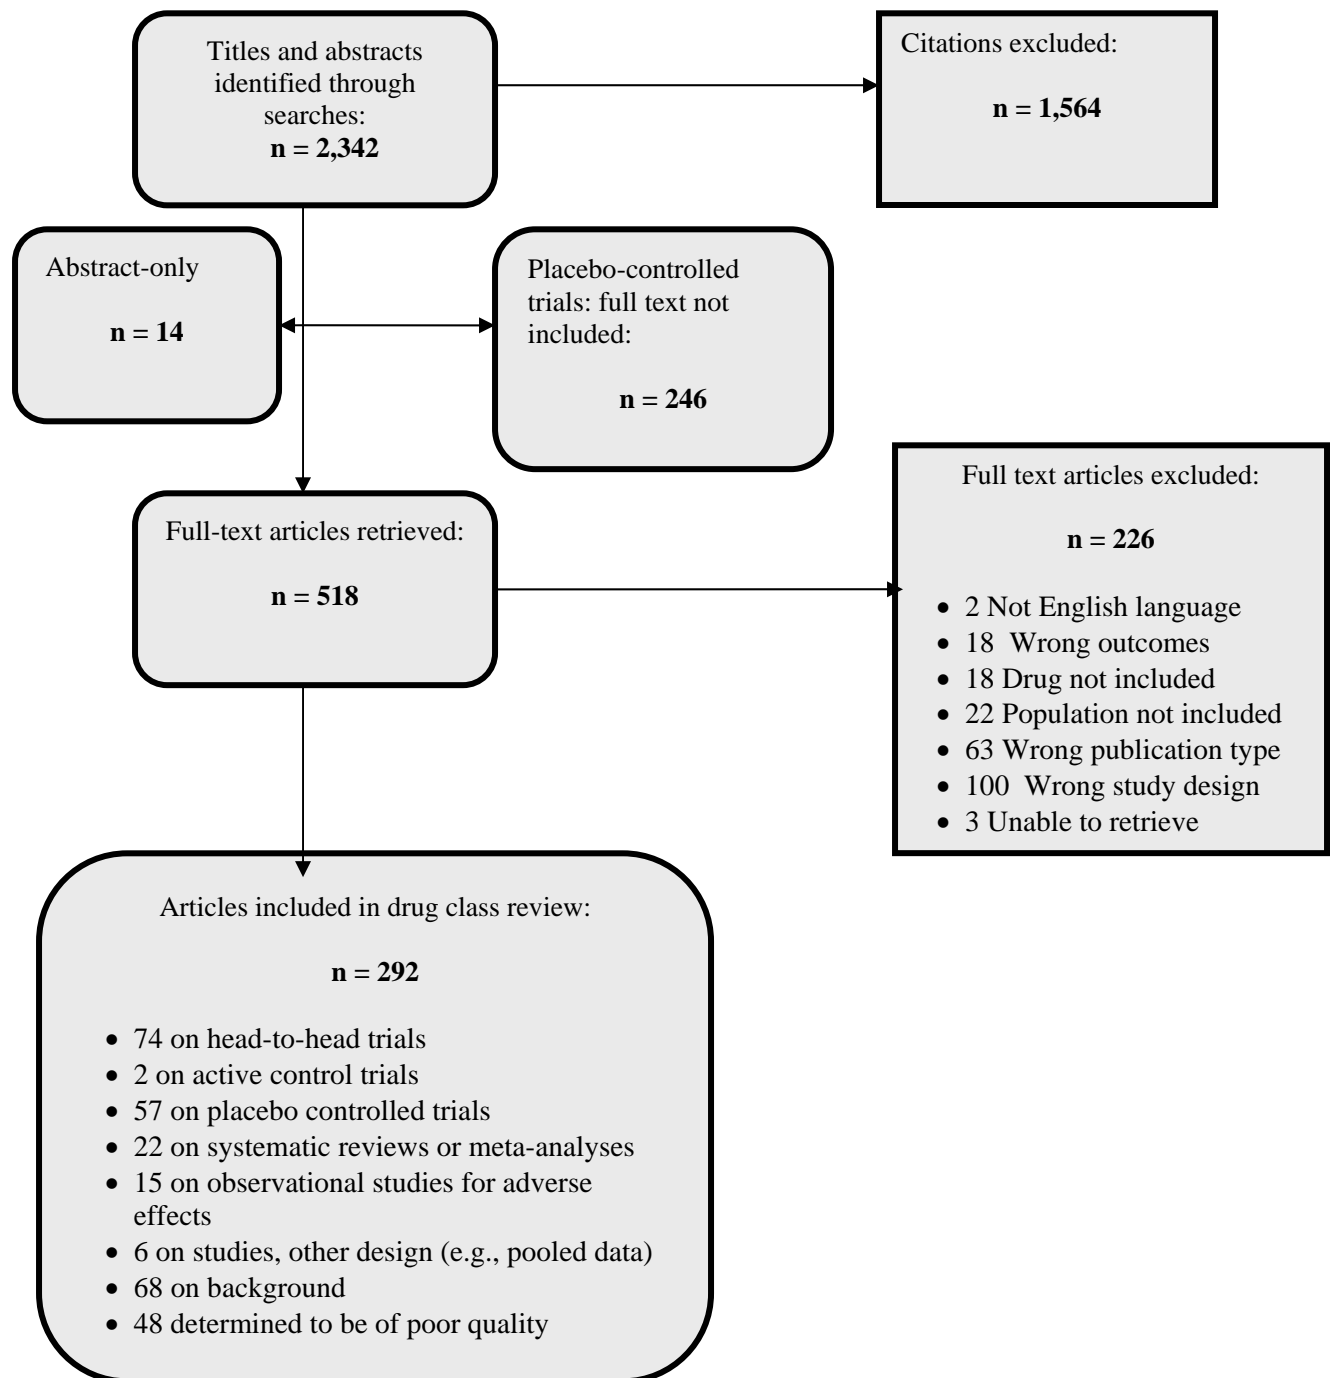 Titles and abstracts
identified through
searches:
n = 2,342
Citations excluded:
n = 1,564
Abstract-only
n = 14
Placebo-controlled
trials: full text not
included:
n = 246
Full-text articles retrieved:
n = 518
Full text articles excluded:
n = 226
• 2 Not English language
• 18  Wrong outcomes
• 18 Drug not included
• 22 Population not included
• 63 Wrong publication type
• 100  Wrong study design
• 3 Unable to retrieve
Articles included in drug class review:
n = 292
• 74 on head-to-head trials
• 2 on active control trials
• 57 on placebo controlled trials
• 22 on systematic reviews or meta-analyses
• 15 on observational studies for adverse
effects
• 6 on studies, other design (e.g., pooled data)
• 68 on background
• 48 determined to be of poor quality